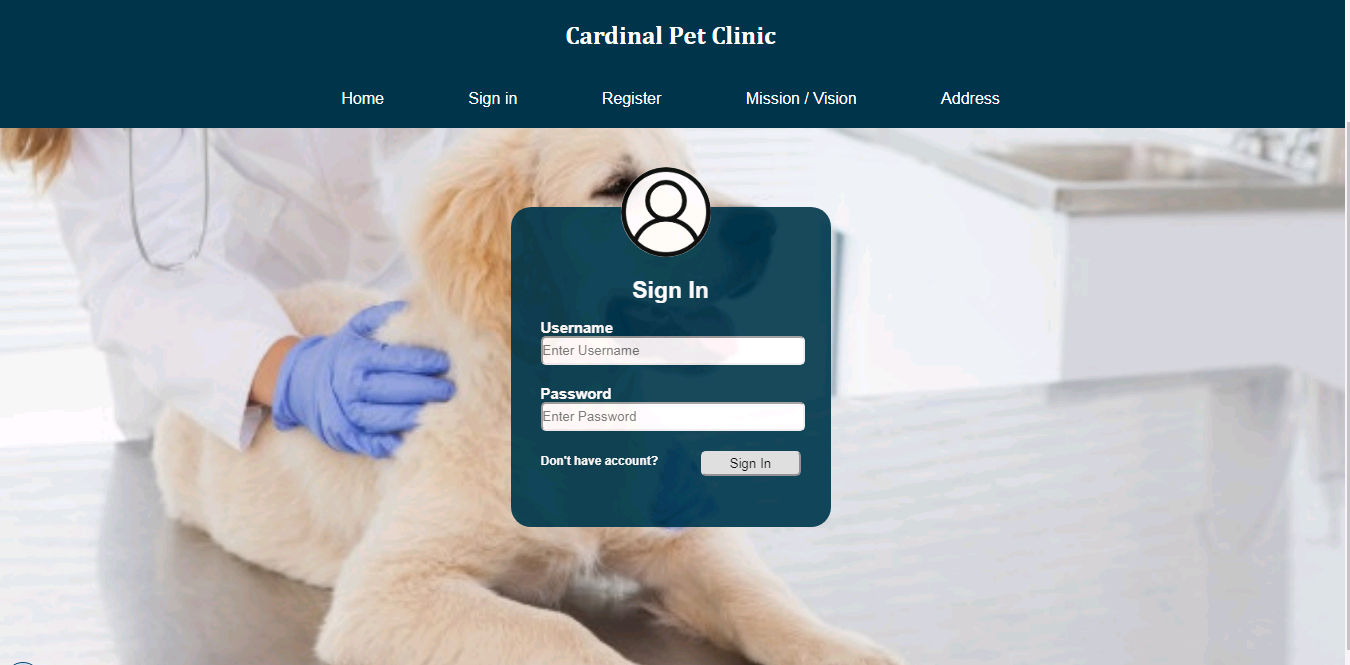 Cardinal Pet Clinic
Home Sign in Register Mission / Vision Address
Sign In
Username
Enter Username
Password
Enter Password
Don't have account? Sign In